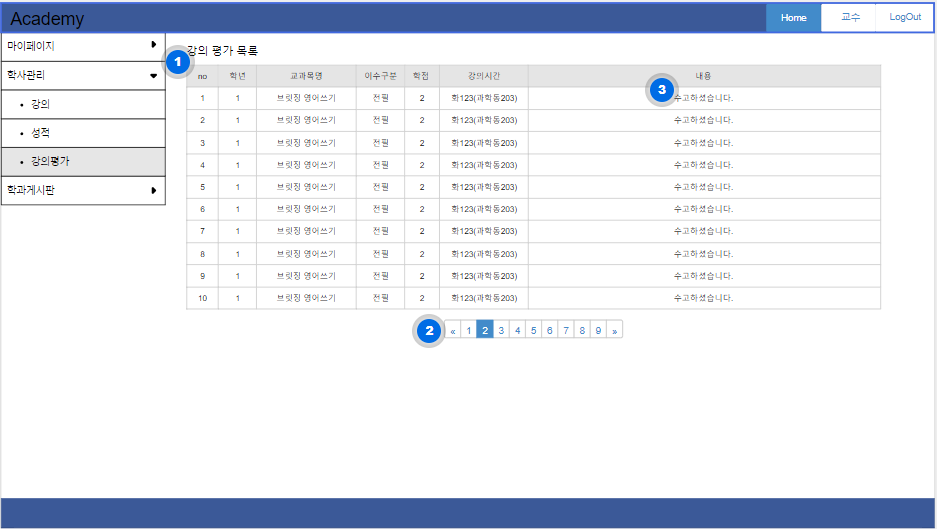 Academy Home 교수 LogOut
마이페이지
학사관리
• 강의
• 성적
• 강의평가
학과게시판
1
강의 평가 목록
no 학년 교과목명 이수구분 학점 강의시간 내용
3
1 1 브릿징 영어쓰기 전필 2 화123(과학동203) 수고하셨습니다.
2 1 브릿징 영어쓰기 전필 2 화123(과학동203) 수고하셨습니다.
3 1 브릿징 영어쓰기 전필 2 화123(과학동203) 수고하셨습니다.
4 1 브릿징 영어쓰기 전필 2 화123(과학동203) 수고하셨습니다.
5 1 브릿징 영어쓰기 전필 2 화123(과학동203) 수고하셨습니다.
6 1 브릿징 영어쓰기 전필 2 화123(과학동203) 수고하셨습니다.
7 1 브릿징 영어쓰기 전필 2 화123(과학동203) 수고하셨습니다.
8 1 브릿징 영어쓰기 전필 2 화123(과학동203) 수고하셨습니다.
9 1 브릿징 영어쓰기 전필 2 화123(과학동203) 수고하셨습니다.
10 1 브릿징 영어쓰기 전필 2 화123(과학동203) 수고하셨습니다.
2 « 1 2 3 4 5 6 7 8 9 »